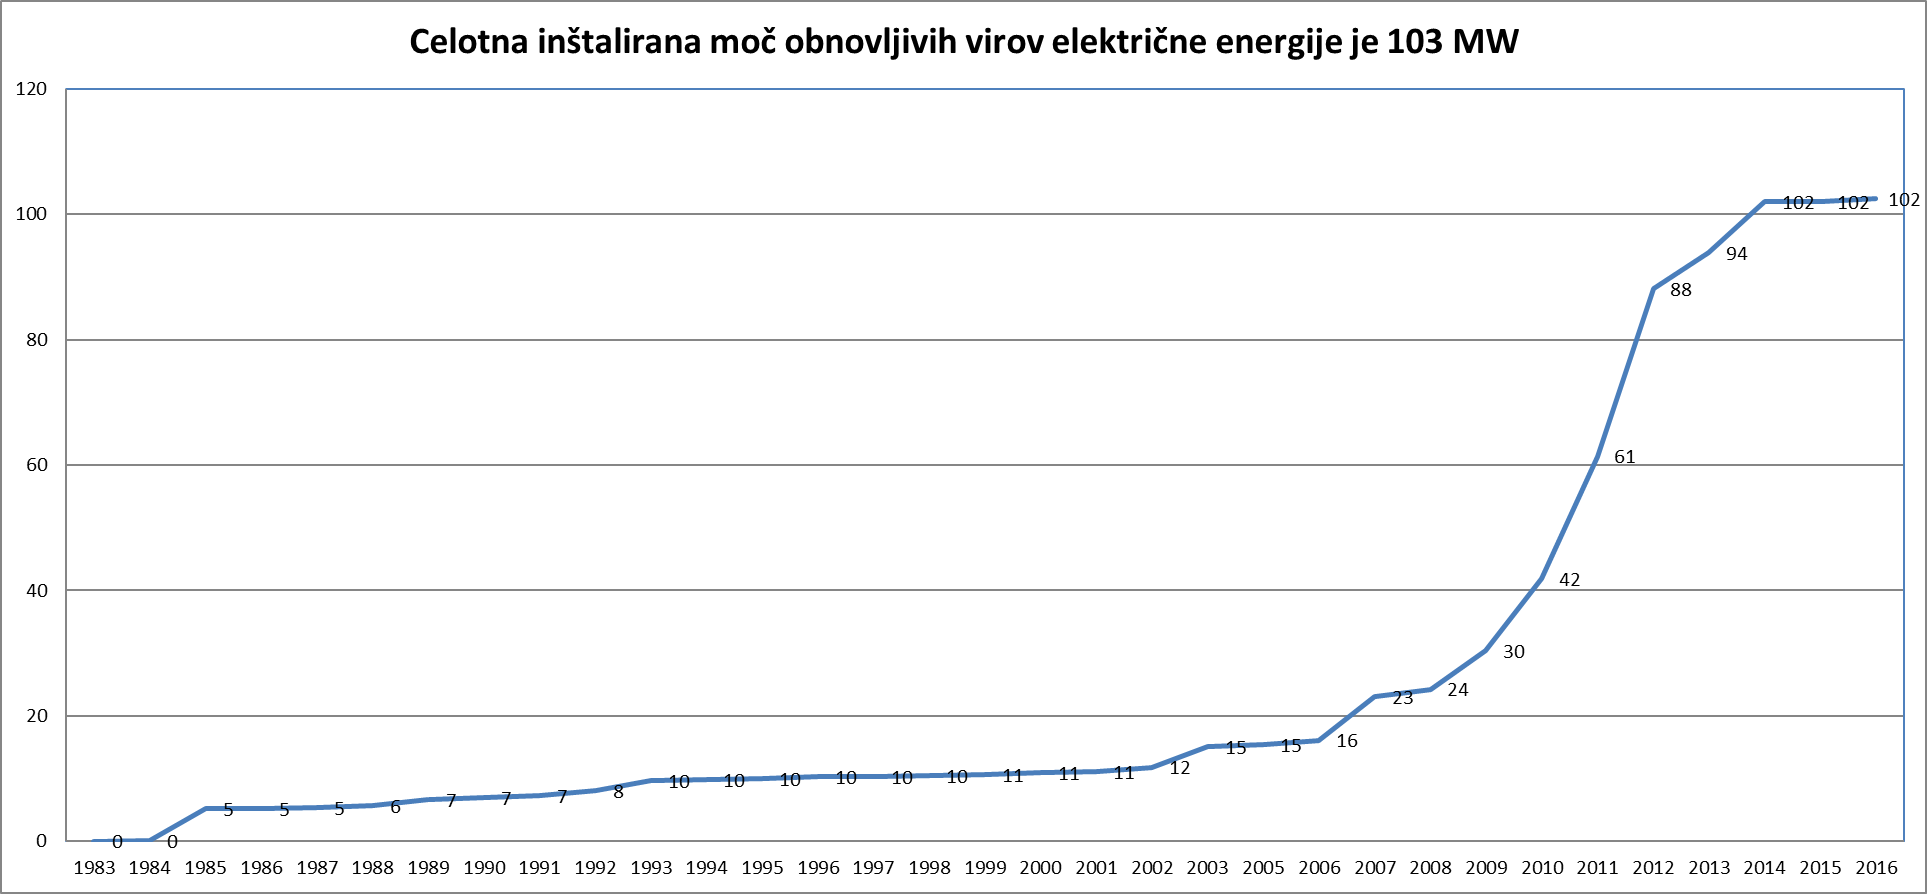 Celotna inštalirana moč obnovljivih virov električne energije je 103 MW
120
100
80
60
40
20
0
0 0 5 5 5 6 7 7 7 8 10 10 10 10 10 10 11 11 11 12 15 15 16 23 24 30 42 61 88 94 102 102 102
1983 1984 1985 1986 1987 1988 1989 1990 1991 1992 1993 1994 1995 1996 1997 1998 1999 2000 2001 2002 2003 2005 2006 2007 2008 2009 2010 2011 2012 2013 2014 2015 2016